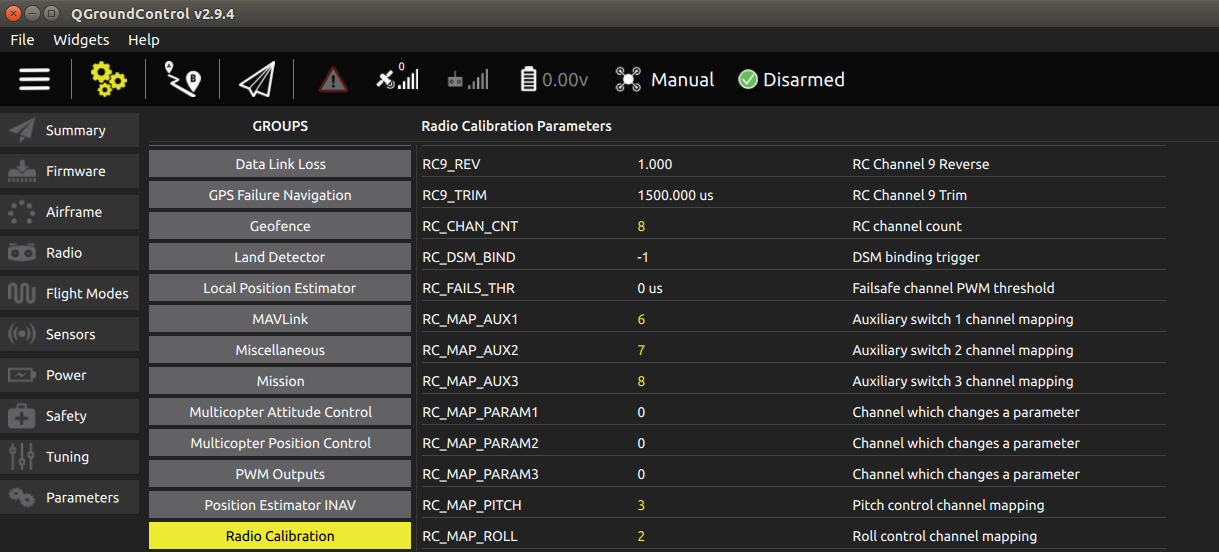 QGroundControl v2.9.4
File Widgets Help
0
0.00v Manual Disarmed
Summary
Firmware
Airframe
Radio
Flight Modes
Sensors
Power
Safety
Tuning
Parameters
GROUPS
Data Link Loss
GPS Failure Navigation
Geofence
Land Detector
Local Position Estimator
MAVLink
Miscellaneous
Mission
Multicopter Attitude Control
Multicopter Position Control
PWM Outputs
Position Estimator INAV
Radio Calibration
Radio Calibration Parameters
RC9_REV 1.000 RC Channel 9 Reverse
RC9_TRIM 1500.000 us RC Channel 9 Trim
RC_CHAN_CNT 8 RC channel count
RC_DSM_BIND -1 DSM binding trigger
RC_FAILS_THR 0 us Failsafe channel PWM threshold
RC_MAP_AUX1 6 Auxiliary switch 1 channel mapping
RC_MAP_AUX2 7 Auxiliary switch 2 channel mapping
RC_MAP_AUX3 8 Auxiliary switch 3 channel mapping
RC_MAP_PARAM1 0 Channel which changes a parameter
RC_MAP_PARAM2 0 Channel which changes a parameter
RC_MAP_PARAM3 0 Channel which changes a parameter
RC_MAP_PITCH 3 Pitch control channel mapping
RC_MAP_ROLL 2 Roll control channel mapping